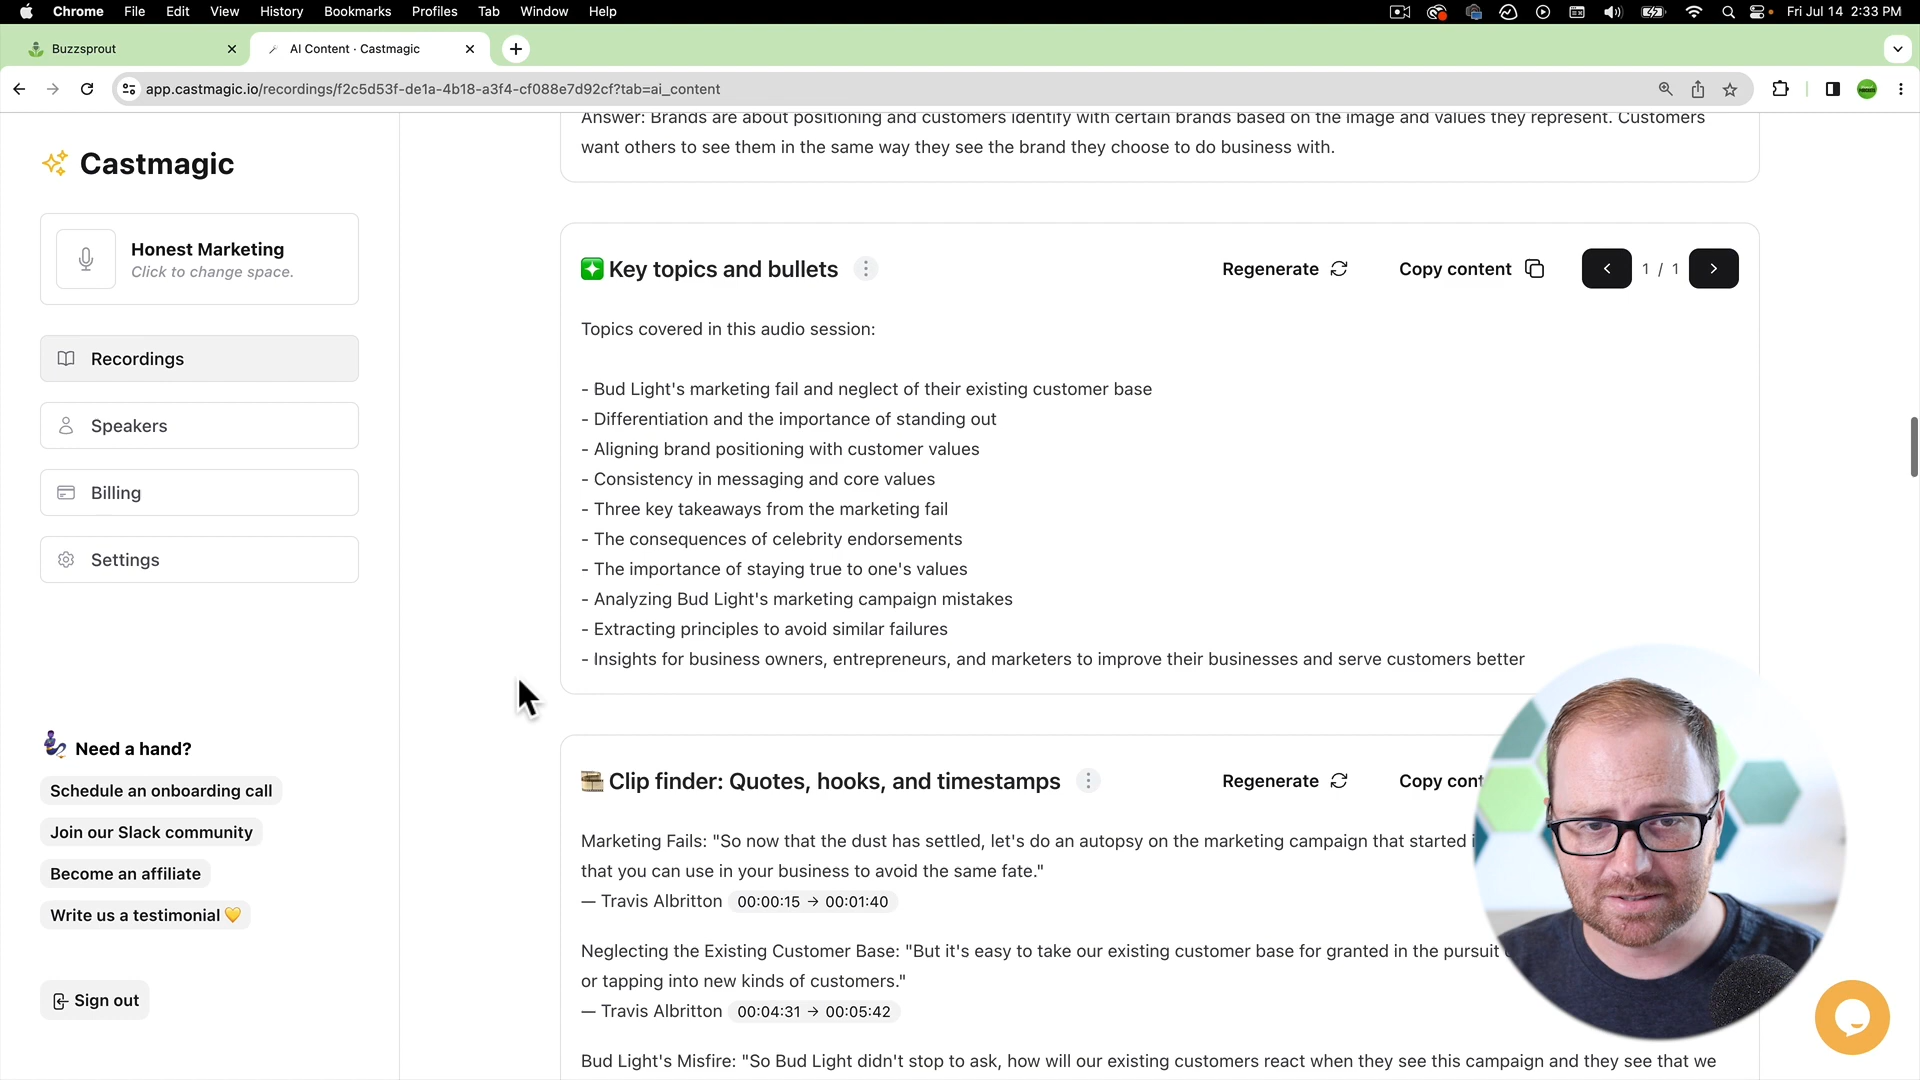 Chrome File Edit View History Bookmarks Profiles Tab Window Help Fri Jul 14 2:33 PM
Buzzsprout
AI Content · Castmagic
app.castmagic.io/recordings/f2c5d53f-de1a-4b18-a3f4-cf088e7d92cf?tab=ai_content
Castmagic
Honest Marketing
Click to change space.
Recordings
Speakers
Billing
Settings
Need a hand?
Schedule an onboarding call
Join our Slack community
Become an affiliate
Write us a testimonial 💛
Sign out
Answer: Brands are about positioning and customers identify with certain brands based on the image and values they represent. Customers
want others to see them in the same way they see the brand they choose to do business with.
Key topics and bullets
Regenerate
Copy content
1 / 1
Topics covered in this audio session:
- Bud Light's marketing fail and neglect of their existing customer base
- Differentiation and the importance of standing out
- Aligning brand positioning with customer values
- Consistency in messaging and core values
- Three key takeaways from the marketing fail
- The consequences of celebrity endorsements
- The importance of staying true to one's values
- Analyzing Bud Light's marketing campaign mistakes
- Extracting principles to avoid similar failures
- Insights for business owners, entrepreneurs, and marketers to improve their businesses and serve customers better
Clip finder: Quotes, hooks, and timestamps
Regenerate
Copy cont
Marketing Fails: "So now that the dust has settled, let's do an autopsy on the marketing campaign that started
that you can use in your business to avoid the same fate."
— Travis Albritton 00:00:15 → 00:01:40
Neglecting the Existing Customer Base: "But it's easy to take our existing customer base for granted in the pursuit
or tapping into new kinds of customers."
— Travis Albritton 00:04:31 → 00:05:42
Bud Light's Misfire: "So Bud Light didn't stop to ask, how will our existing customers react when they see this campaign and they see that we